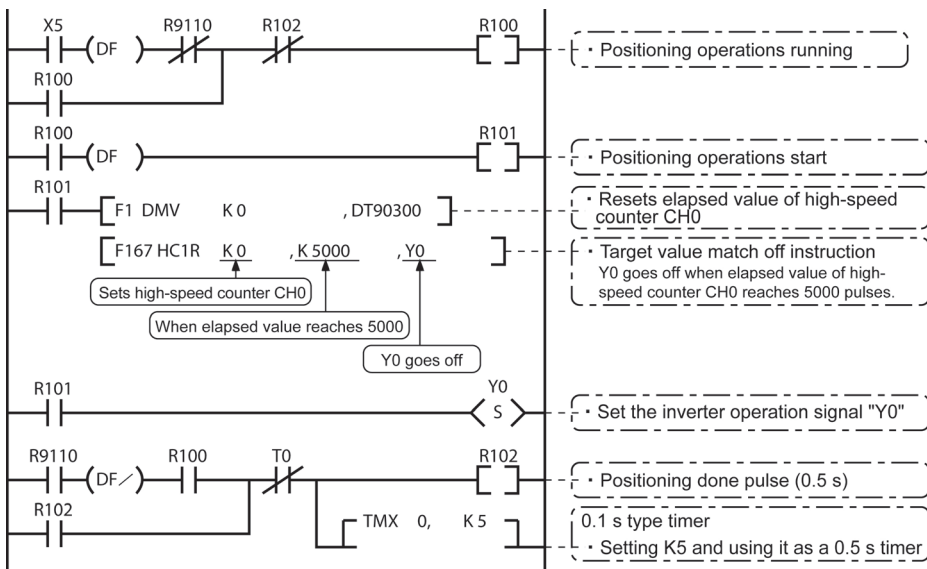 X5 R9110 R102 R100
(DF) · Positioning operations running
R100
R100 R101
(DF) · Positioning operations start
R101
F1 DMV K0 , DT90300 · Resets elapsed value of high-speed
counter CH0
F167 HC1R K0 , K5000 , Y0 · Target value match off instruction
Y0 goes off when elapsed value of high-
speed counter CH0 reaches 5000 pulses.
Sets high-speed counter CH0
When elapsed value reaches 5000
Y0 goes off
R101 Y0
S · Set the inverter operation signal "Y0"
R9110 R100 T0 R102
(DF/) · Positioning done pulse (0.5 s)
R102
TMX 0, K5 0.1 s type timer
· Setting K5 and using it as a 0.5 s timer